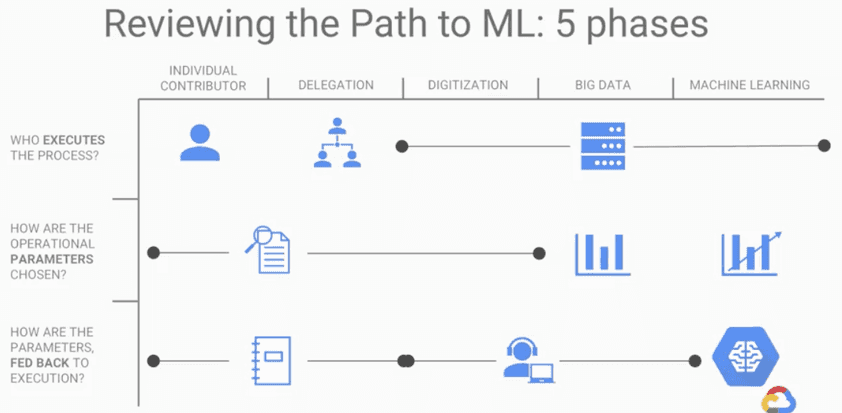 Reviewing the Path to ML: 5 phases
INDIVIDUAL
CONTRIBUTOR
DELEGATION
DIGITIZATION
BIG DATA
MACHINE LEARNING
WHO EXECUTES
THE PROCESS?
HOW ARE THE
OPERATIONAL
PARAMETERS
CHOSEN?
HOW ARE THE
PARAMETERS,
FED BACK TO
EXECUTION?